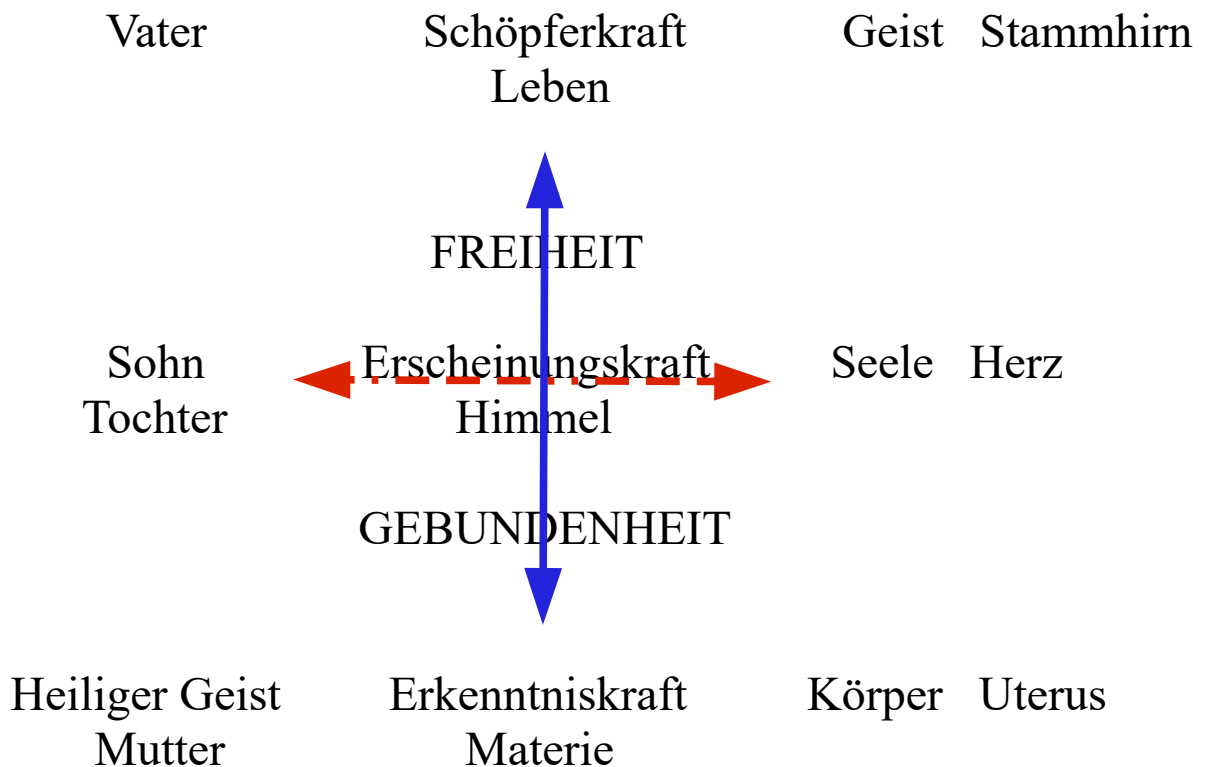 Vater Schöpferkraft Geist Stammhirn
Leben
FREIHEIT
Sohn Erscheinungskraft Seele Herz
Tochter Himmel
GEBUNDENHEIT
Heiliger Geist Erkenntniskraft Körper Uterus
Mutter Materie